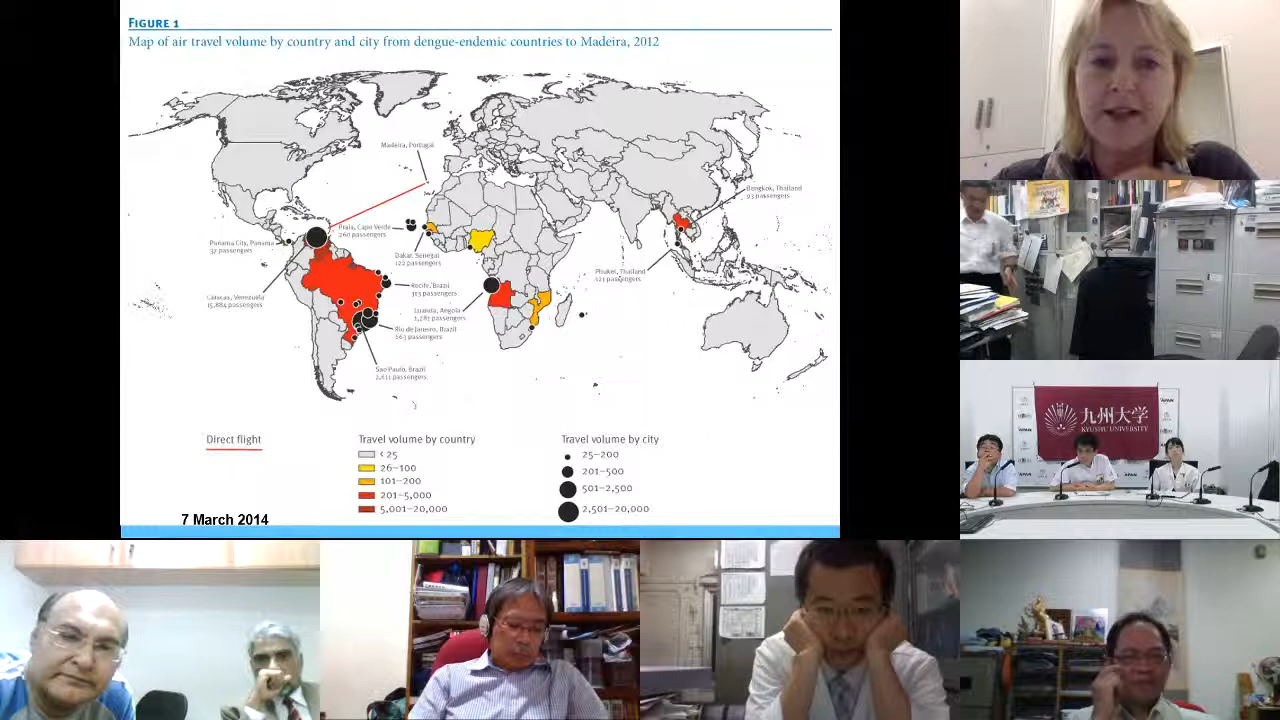 FIGURE 1
Map of air travel volume by country and city from dengue-endemic countries to Madeira, 2012
Madeira, Portugal
Bangkok, Thailand
93 passengers
Praia, Cape Verde
260 passengers
Panama City, Panama
32 passengers
Dakar, Senegal
122 passengers
Phuket, Thailand
121 passengers
Recife, Brazil
313 passengers
Caracas, Venezuela
15,884 passengers
Luanda, Angola
Rio de Janeiro, Brazil
663 passengers
Sao Paulo, Brazil
2,611 passengers
Direct flight
Travel volume by country
< 25
26–100
101–200
201–5,000
5,001–20,000
Travel volume by city
25–200
201–500
501–2,500
2,501–20,000
7 March 2014
九州大学
KYUSHU UNIVERSITY